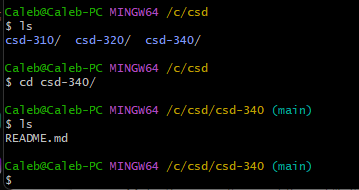 Caleb@Caleb-PC MINGW64 /c/csd
$ ls
csd-310/  csd-320/  csd-340/
Caleb@Caleb-PC MINGW64 /c/csd
$ cd csd-340/
Caleb@Caleb-PC MINGW64 /c/csd/csd-340 (main)
$ ls
README.md
Caleb@Caleb-PC MINGW64 /c/csd/csd-340 (main)
$